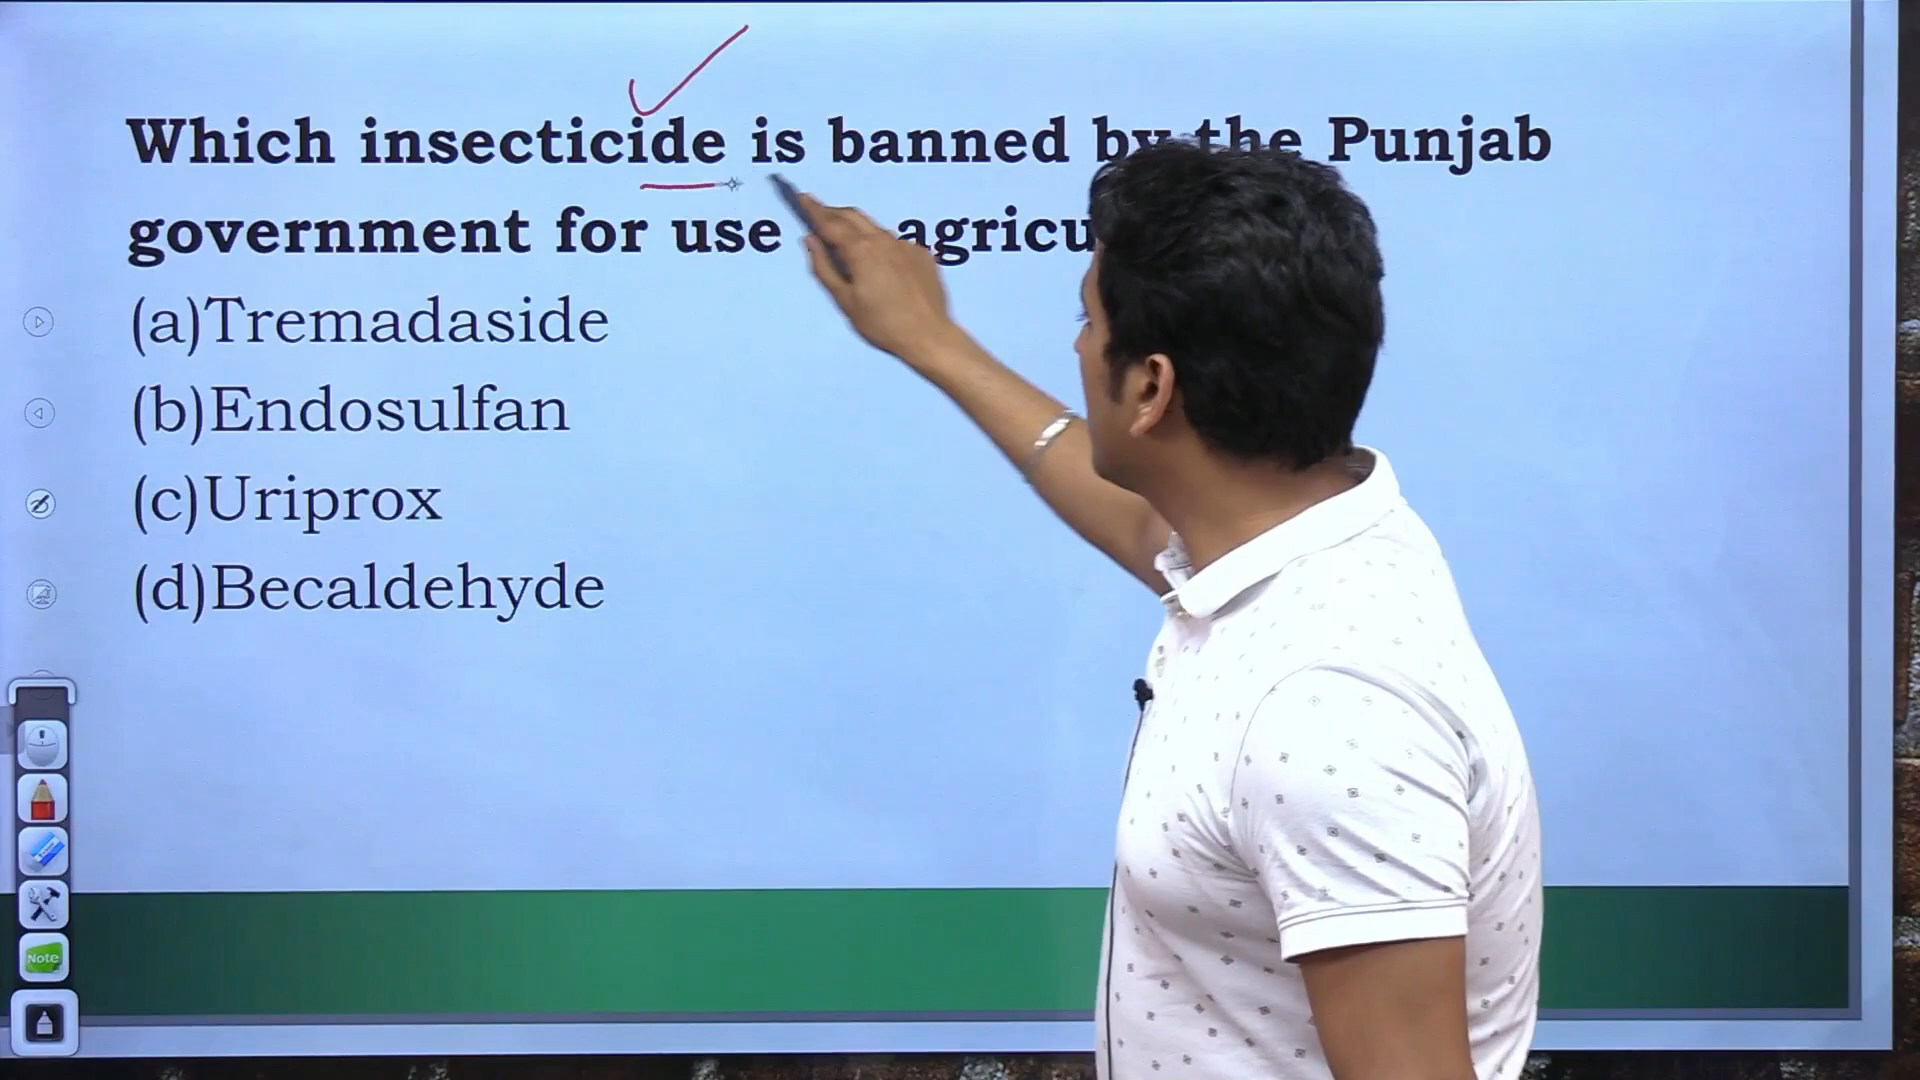 Which insecticide is banned by the Punjab
government for use agricu
(a)Tremadaside
(b)Endosulfan
(c)Uriprox
(d)Becaldehyde
Note